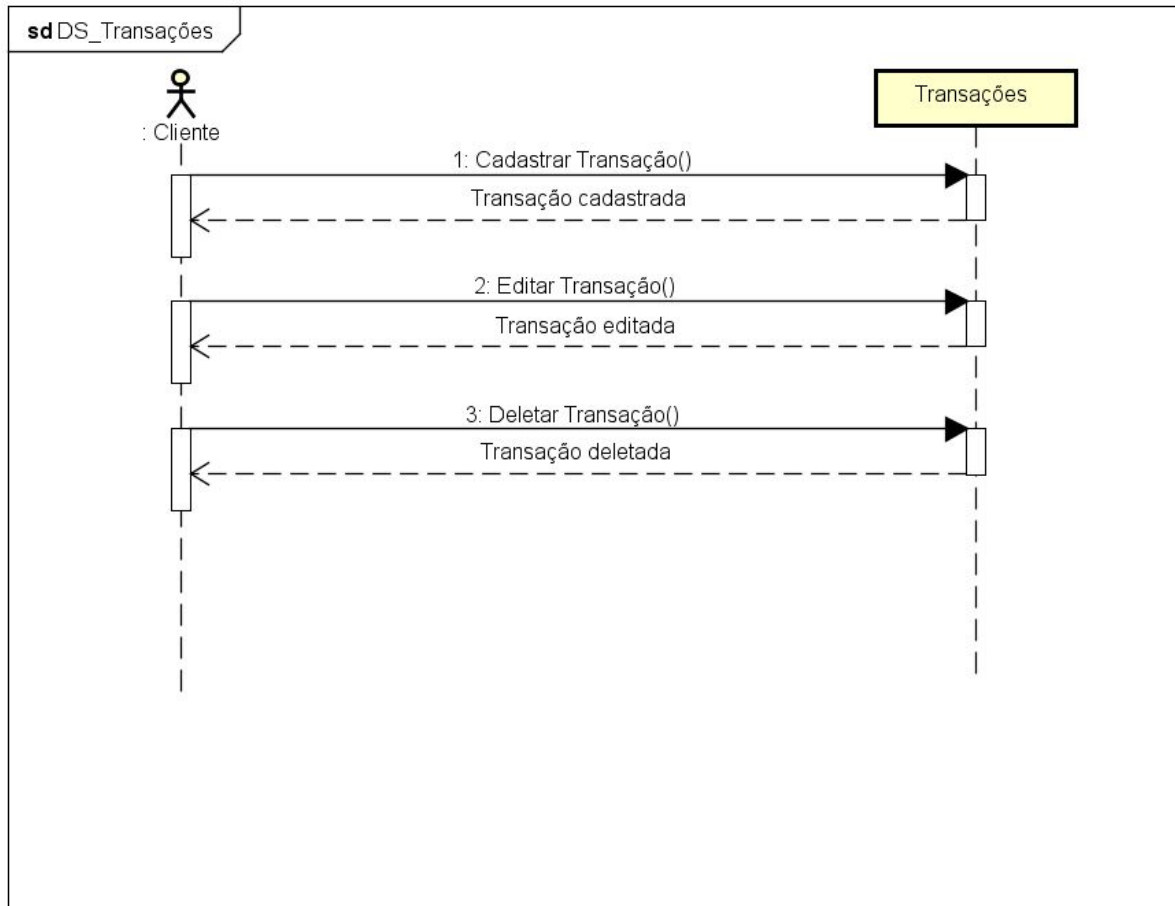 sd DS_Transações
: Cliente
Transações
1: Cadastrar Transação()
Transação cadastrada
2: Editar Transação()
Transação editada
3: Deletar Transação()
Transação deletada